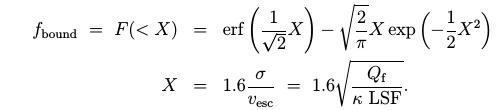 f_bound = F(< X) = erf ( 1/√2 X ) − √(2/π) X exp ( −1/2 X² )
X = 1.6 σ/v_esc = 1.6 √( Q_f / κ LSF ).